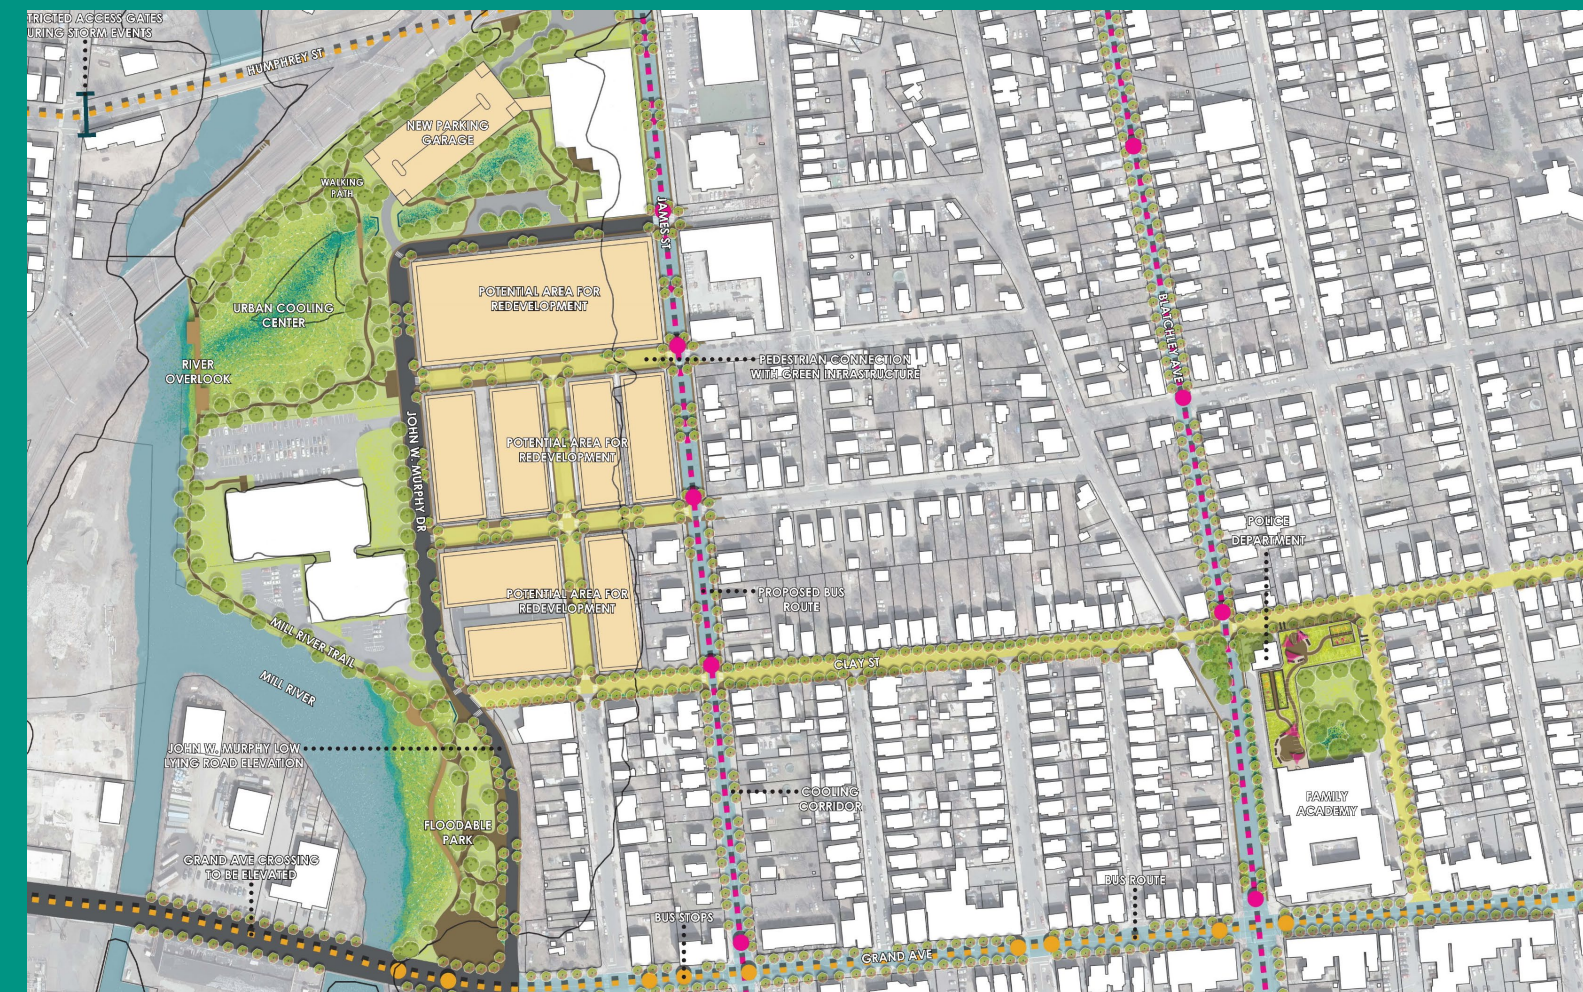 TRICTED ACCESS GATES
URING STORM EVENTS
HUMPHREY ST
NEW PARKING
GARAGE
WALKING
PATH
JAMES ST
POTENTIAL AREA FOR
REDEVELOPMENT
URBAN COOLING
CENTER
BLATCHLEY AVE
RIVER
OVERLOOK
PEDESTRIAN CONNECTION
WITH GREEN INFRASTRUCTURE
JOHN W. MURPHY DR
POTENTIAL AREA FOR
REDEVELOPMENT
POLICE
DEPARTMENT
POTENTIAL AREA FOR
REDEVELOPMENT
PROPOSED BUS
ROUTE
MILL RIVER TRAIL
CLAY ST
MILL RIVER
JOHN W. MURPHY LOW
LYING ROAD ELEVATION
COOLING
CORRIDOR
FAMILY
ACADEMY
FLOODABLE
PARK
GRAND AVE CROSSING
TO BE ELEVATED
BUS ROUTE
BUS STOPS
GRAND AVE